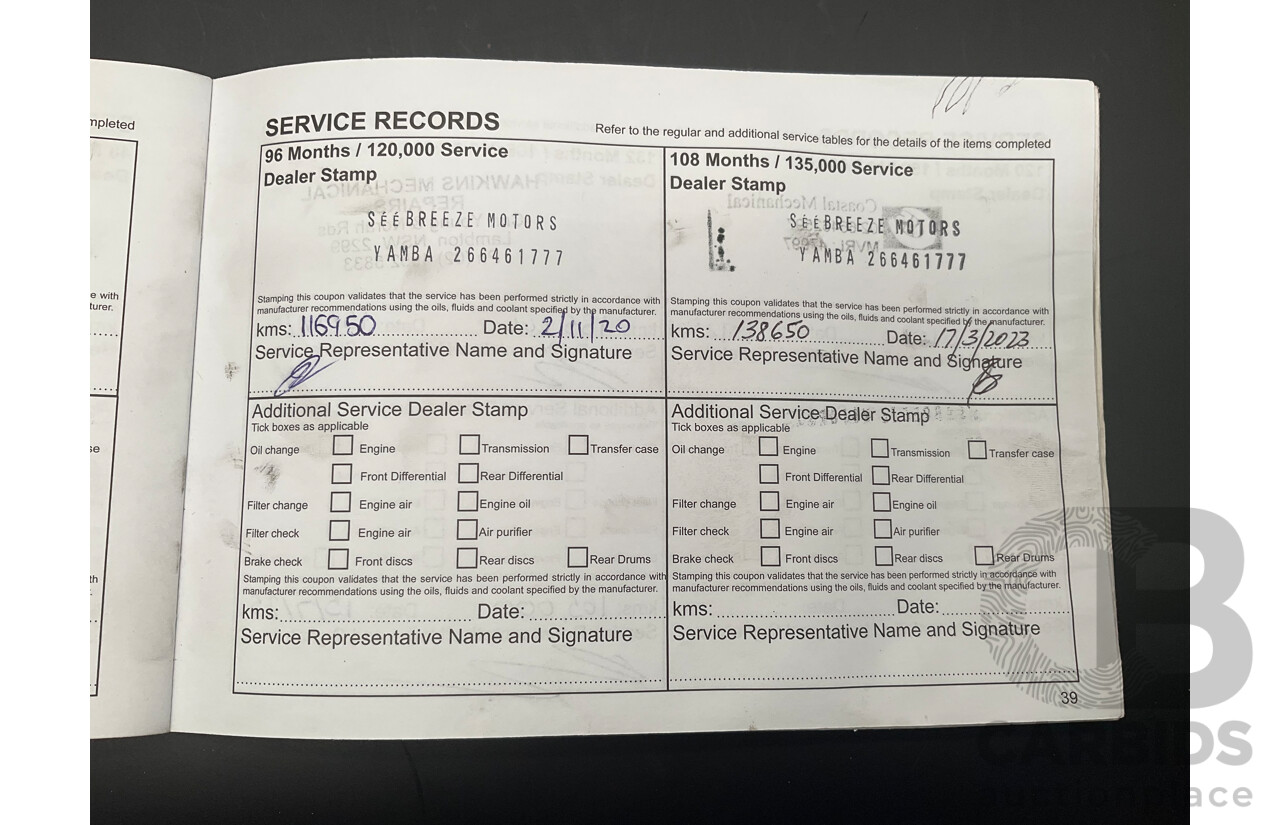 mpleted
e with
turer.
se
th
r.
SERVICE RECORDS
Refer to the regular and additional service tables for the details of the items completed
96 Months / 120,000 Service
Dealer Stamp
SééBREEZE MOTORS
YAMBA 266461777
Stamping this coupon validates that the service has been performed strictly in accordance with
manufacturer recommendations using the oils, fluids and coolant specified by the manufacturer.
kms: 116950 Date: 2/11/20
Service Representative Name and Signature
Additional Service Dealer Stamp
Tick boxes as applicable
Oil change Engine Transmission Transfer case
Front Differential Rear Differential
Filter change Engine air Engine oil
Filter check Engine air Air purifier
Brake check Front discs Rear discs Rear Drums
Stamping this coupon validates that the service has been performed strictly in accordance with
manufacturer recommendations using the oils, fluids and coolant specified by the manufacturer.
kms: Date:
Service Representative Name and Signature
108 Months / 135,000 Service
Dealer Stamp
SééBREEZE MOTORS
YAMBA 266461777
Stamping this coupon validates that the service has been performed strictly in accordance with
manufacturer recommendations using the oils, fluids and coolant specified by the manufacturer.
kms: 138650 Date: 17/3/2023
Service Representative Name and Signature
Additional Service Dealer Stamp
Tick boxes as applicable
Oil change Engine Transmission Transfer case
Front Differential Rear Differential
Filter change Engine air Engine oil
Filter check Engine air Air purifier
Brake check Front discs Rear discs Rear Drums
Stamping this coupon validates that the service has been performed strictly in accordance with
manufacturer recommendations using the oils, fluids and coolant specified by the manufacturer.
kms: Date:
Service Representative Name and Signature
39
CB
CARBIDS
auctionplace